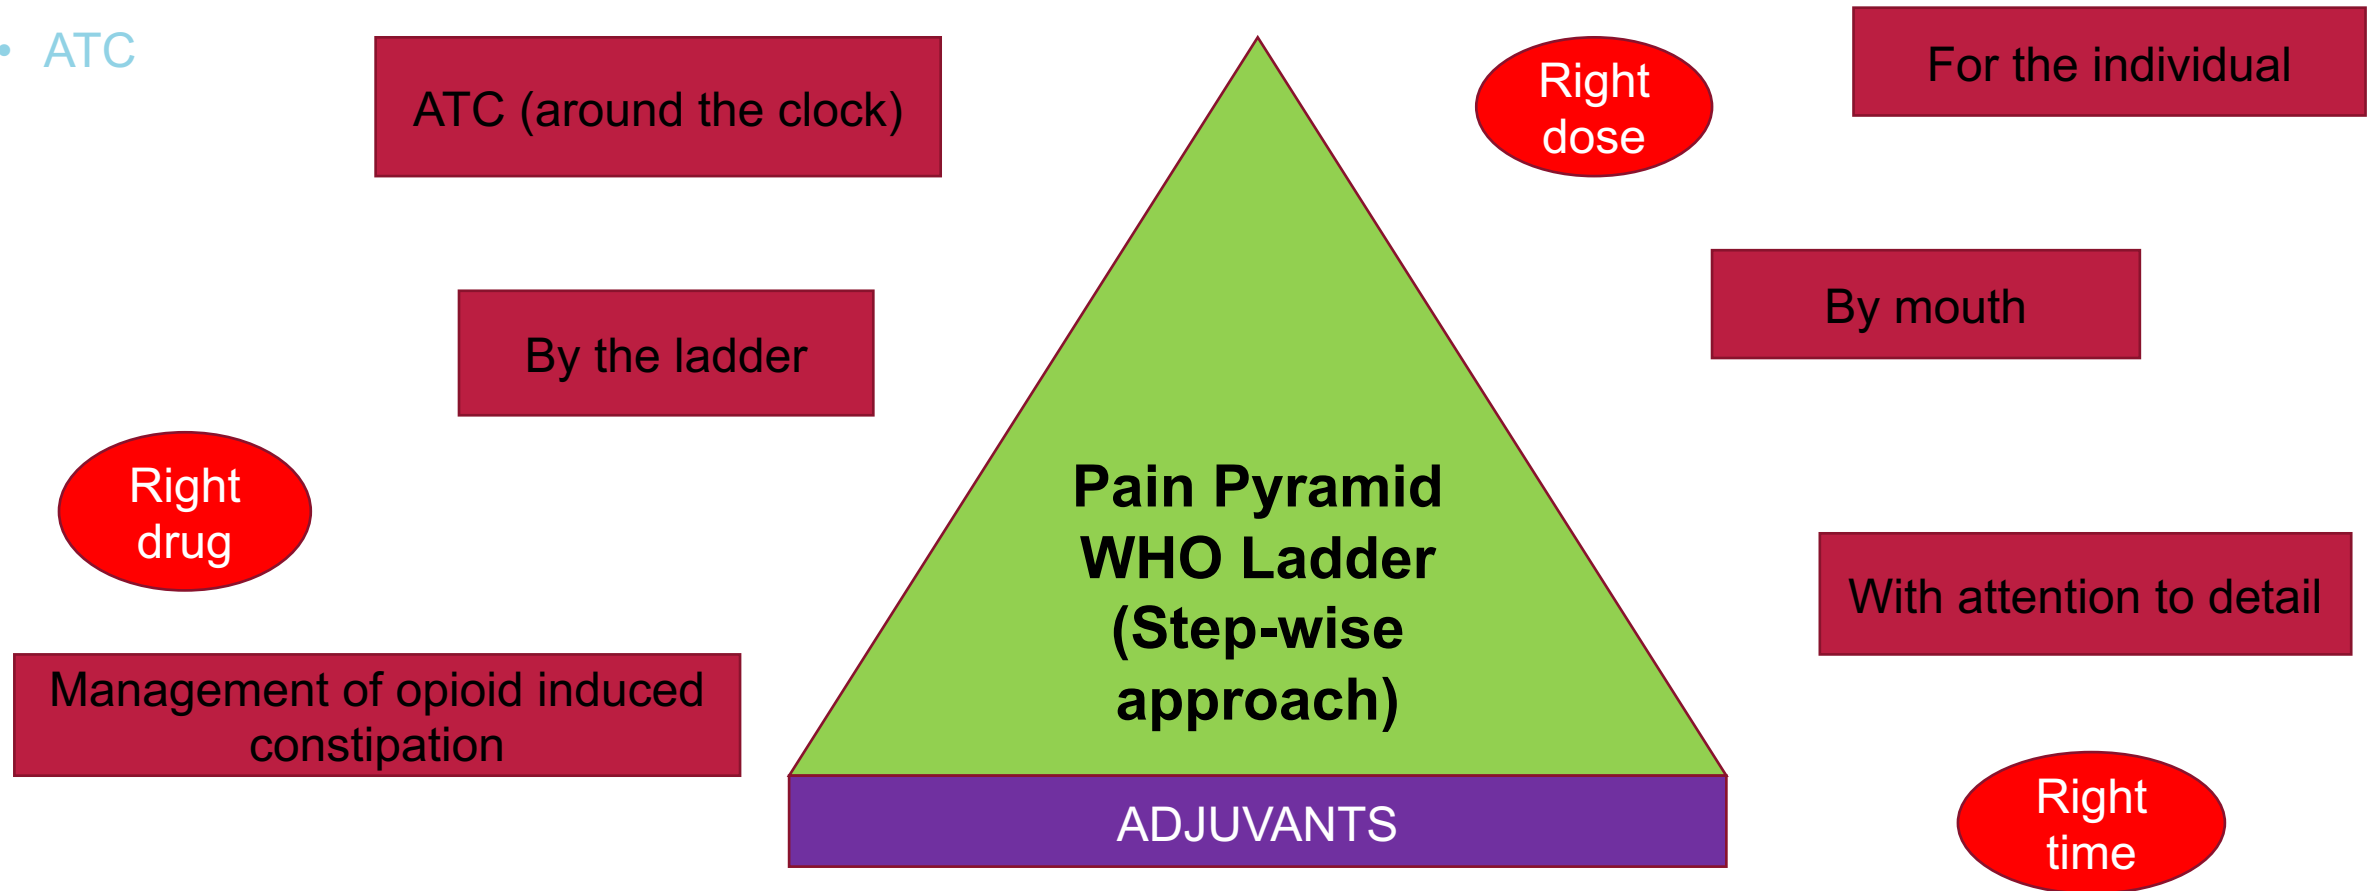 • ATC
ATC (around the clock)
Right
dose
For the individual
By the ladder
By mouth
Right
drug
Pain Pyramid
WHO Ladder
(Step-wise
approach)
With attention to detail
Management of opioid induced
constipation
ADJUVANTS
Right
time